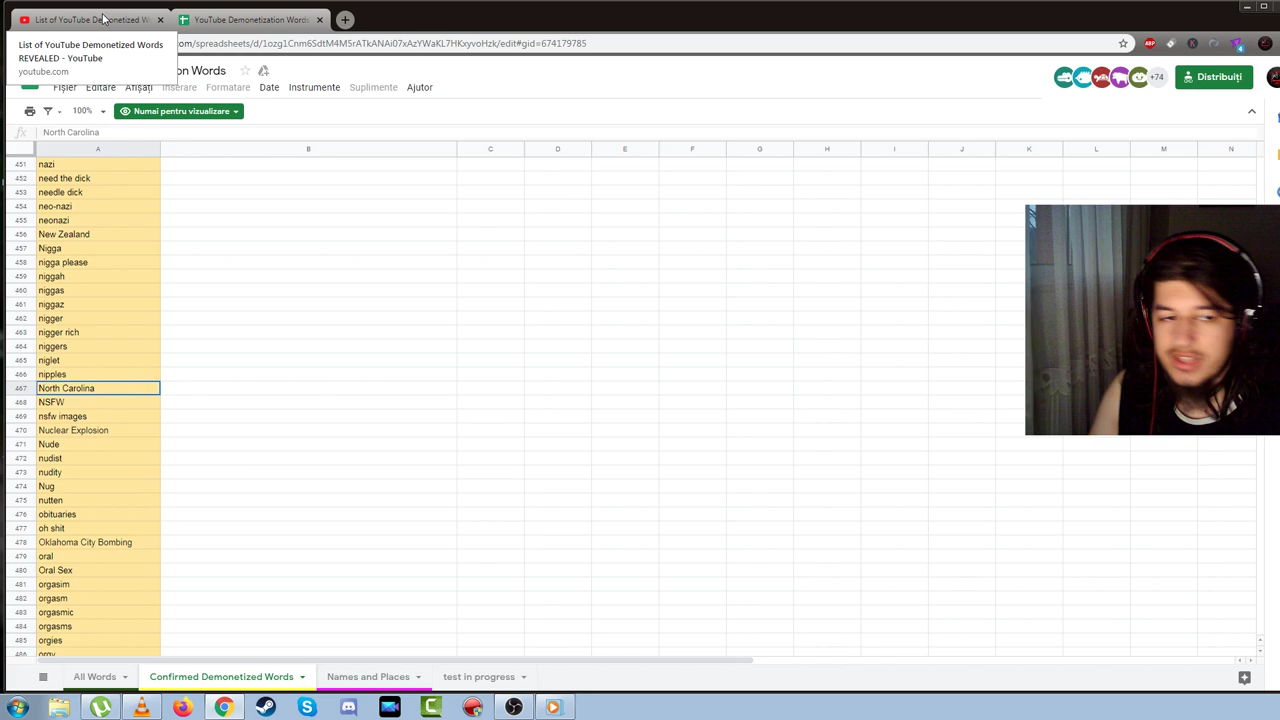 List of YouTube Demonetized Wo
YouTube Demonetization Words
List of YouTube Demonetized Words
REVEALED - YouTube
youtube.com
om/spreadsheets/d/1ozg1Cnm6SdtM4M5rATkANAi07xAzYWaKL7HKxyvoHzk/edit#gid=674179785
on Words
Fișier Editare Afișați Inserare Formatare Date Instrumente Suplimente Ajutor
+74
Distribuiți
100%
Numai pentru vizualizare
fx North Carolina
A B C D E F G H I J K L M N
451 nazi
452 need the dick
453 needle dick
454 neo-nazi
455 neonazi
456 New Zealand
457 Nigga
458 nigga please
459 niggah
460 niggas
461 niggaz
462 nigger
463 nigger rich
464 niggers
465 niglet
466 nipples
467 North Carolina
468 NSFW
469 nsfw images
470 Nuclear Explosion
471 Nude
472 nudist
473 nudity
474 Nug
475 nutten
476 obituaries
477 oh shit
478 Oklahoma City Bombing
479 oral
480 Oral Sex
481 orgasim
482 orgasm
483 orgasmic
484 orgasms
485 orgies
486 orgy
All Words Confirmed Demonetized Words Names and Places test in progress